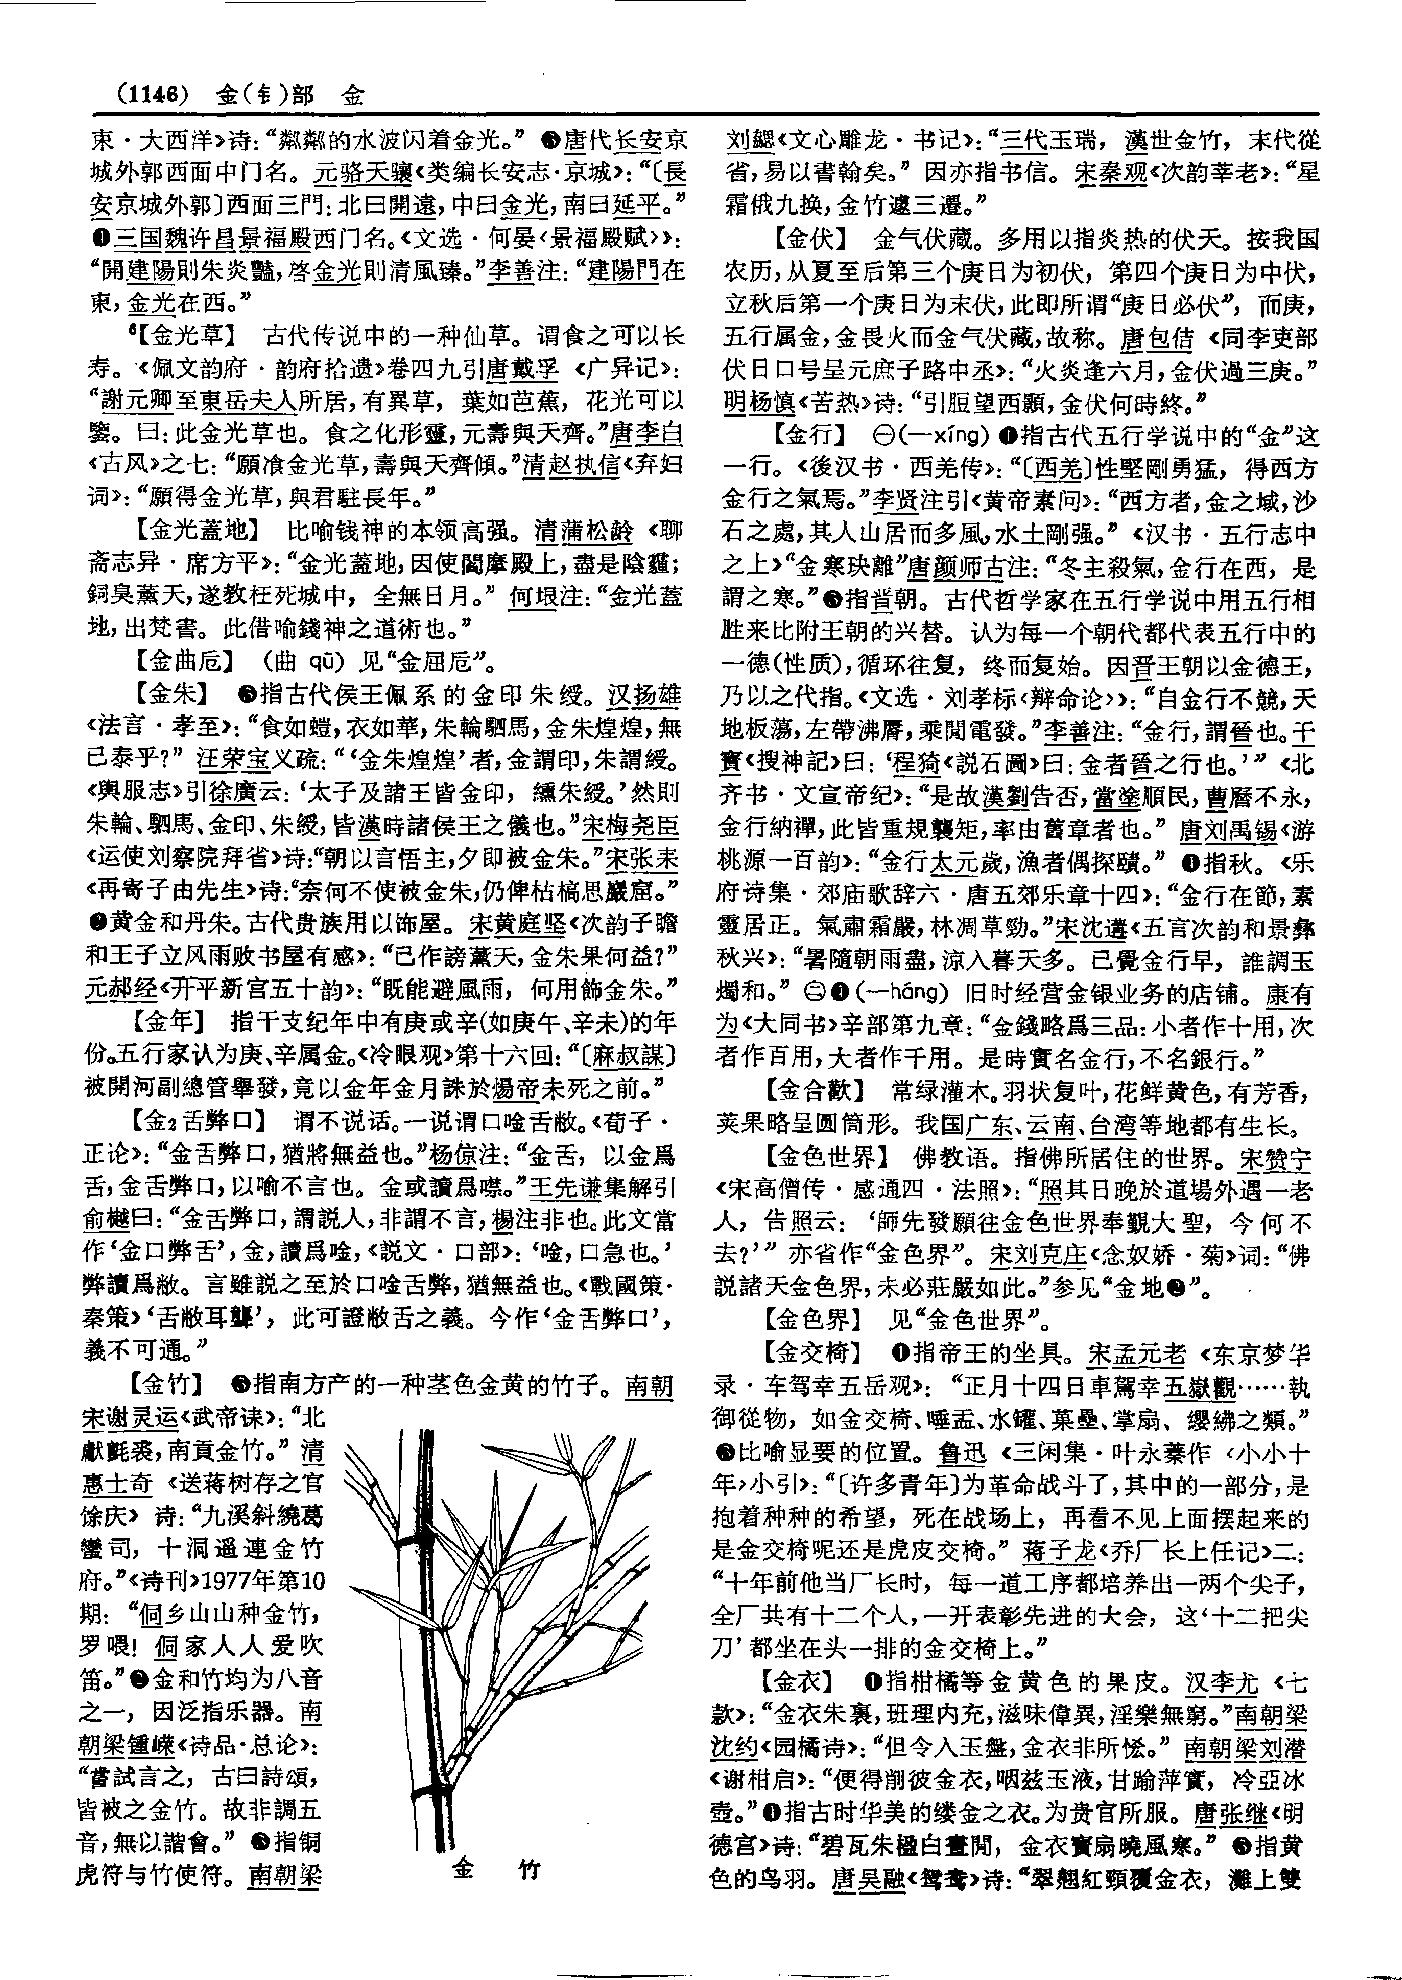 (1146) 金(钅)部 金
東·大西洋》诗:“粼粼的水波闪着金光。” ❸唐代长安京
城外郭西面中门名。元骆天骧《类编长安志·京城》:“〔長
安京城外郭〕西面三門:北曰開遠,中曰金光,南曰延平。”
❹三国魏许昌景福殿西门名。《文选·何晏〈景福殿赋〉》:
“開建陽則朱炎豔,啓金光則清風臻。”李善注:“建陽門在
東,金光在西。”
【金光草】 古代传说中的一种仙草。谓食之可以长
寿。《佩文韵府·韵府拾遗》卷四九引唐戴孚《广异记》:
“謝元卿至東岳夫人所居,有異草,葉如芭蕉,花光可以
鑒。曰:此金光草也。食之化形靈,元壽與天齊。”唐李白
《古风》之七:“願飡金光草,壽與天齊傾。”清赵执信《弃妇
词》:“願得金光草,與君駐長年。”
【金光蓋地】 比喻钱神的本领高强。清蒲松龄《聊
斋志异·席方平》:“金光蓋地,因使閻摩殿上,盡是陰霾;
銅臭薰天,遂教枉死城中,全無日月。” 何垠注:“金光蓋
地,出梵書。此借喻錢神之道術也。”
【金曲卮】 (曲 qū) 见“金屈卮”。
【金朱】 ❶指古代侯王佩系的金印朱绶。汉扬雄
《法言·孝至》:“食如螘,衣如華,朱輪駟馬,金朱煌煌,無
已泰乎?” 汪荣宝义疏:“‘金朱煌煌’者,金謂印,朱謂綬。
《輿服志》引徐廣云:‘太子及諸王皆金印,纁朱綬。’然則
朱輪、駟馬、金印、朱綬,皆漢時諸侯王之儀也。”宋梅尧臣
《运使刘察院拜省》诗:“朝以言悟主,夕即被金朱。”宋张耒
《再寄子由先生》诗:“奈何不使被金朱,仍俾枯槁思巖窟。”
❷黄金和丹朱。古代贵族用以饰屋。宋黄庭坚《次韵子瞻
和王子立风雨败书屋有感》:“已作謗薰天,金朱果何益?”
元郝经《开平新宫五十韵》:“既能避風雨,何用飾金朱。”
【金年】 指干支纪年中有庚或辛(如庚午、辛未)的年
份。五行家认为庚、辛属金。《冷眼观》第十六回:“〔麻叔謀〕
被開河副總管舉發,竟以金年金月誅於煬帝未死之前。”
【金₂舌弊口】 谓不说话。一说谓口唫舌敝。《荀子·
正论》:“金舌弊口,猶將無益也。”杨倞注:“金舌,以金爲
舌,金舌弊口,以喻不言也。金或讀爲噤。”王先谦集解引
俞樾曰:“金舌弊口,謂説人,非謂不言,楊注非也。此文當
作‘金口弊舌’,金,讀爲唫,《説文·口部》:‘唫,口急也。’
弊讀爲敝。言雖説之至於口唫舌弊,猶無益也。《戰國策·
秦策》‘舌敝耳聾’,此可證敝舌之義。今作‘金舌弊口’,
義不可通。”
【金竹】 ❶指南方产的一种茎色金黄的竹子。南朝
宋谢灵运《武帝诔》:“北
獻氈裘,南貢金竹。” 清
惠士奇《送蒋树存之官
馀庆》诗:“九溪斜繞葛
蠻司,十洞遥連金竹
府。”《诗刊》1977年第10
期:“侗乡山山种金竹,
罗喂!侗家人人爱吹
笛。”❷金和竹均为八音
之一,因泛指乐器。南
朝梁锺嵘《诗品·总论》:
“嘗試言之,古曰詩頌,
皆被之金竹。故非調五
音,無以諧會。” ❸指铜
虎符与竹使符。南朝梁
金 竹
刘勰《文心雕龙·书记》:“三代玉瑞,漢世金竹,末代從
省,易以書翰矣。” 因亦指书信。宋秦观《次韵莘老》:“星
霜俄九换,金竹遽三遷。”
【金伏】 金气伏藏。多用以指炎热的伏天。按我国
农历,从夏至后第三个庚日为初伏,第四个庚日为中伏,
立秋后第一个庚日为末伏,此即所谓“庚日必伏”,而庚,
五行属金,金畏火而金气伏藏,故称。唐包佶《同李吏部
伏日口号呈元庶子路中丞》:“火炎逢六月,金伏過三庚。”
明杨慎《苦热》诗:“引脰望西顥,金伏何時終。”
【金行】 ㊀(—xíng) ❶指古代五行学说中的“金”这
一行。《後汉书·西羌传》:“〔西羌〕性堅剛勇猛,得西方
金行之氣焉。”李贤注引《黄帝素问》:“西方者,金之域,沙
石之處,其人山居而多風,水土剛强。” 《汉书·五行志中
之上》“金寒玦離”唐颜师古注:“冬主殺氣,金行在西,是
謂之寒。”❷指晋朝。古代哲学家在五行学说中用五行相
胜来比附王朝的兴替。认为每一个朝代都代表五行中的
一德(性质),循环往复,终而复始。因晋王朝以金德王,
乃以之代指。《文选·刘孝标〈辩命论〉》:“自金行不競,天
地板蕩,左帶沸脣,乘閒電發。”李善注:“金行,謂晉也。干
寶《搜神記》曰:‘程猗《説石圖》曰:金者晉之行也。’” 《北
齐书·文宣帝纪》:“是故漢劉告否,當塗順民,曹曆不永,
金行納禪,此皆重規襲矩,率由舊章者也。” 唐刘禹锡《游
桃源一百韵》:“金行太元歲,漁者偶探賾。” ❸指秋。《乐
府诗集·郊庙歌辞六·唐五郊乐章十四》:“金行在節,素
靈居正。氣肅霜嚴,林凋草勁。”宋沈遘《五言次韵和景彝
秋兴》:“暑隨朝雨盡,涼入暮天多。已覺金行早,誰調玉
燭和。” ㊁❶(—háng) 旧时经营金银业务的店铺。康有
为《大同书》辛部第九章:“金錢略爲三品:小者作十用,次
者作百用,大者作千用。是時實名金行,不名銀行。”
【金合歡】 常绿灌木。羽状复叶,花鲜黄色,有芳香,
荚果略呈圆筒形。我国广东、云南、台湾等地都有生长。
【金色世界】 佛教语。指佛所居住的世界。宋赞宁
《宋高僧传·感通四·法照》:“照其日晚於道場外遇一老
人,告照云:‘師先發願往金色世界奉覲大聖,今何不
去?’” 亦省作“金色界”。宋刘克庄《念奴娇·菊》词:“佛
説諸天金色界,未必莊嚴如此。”参见“金地❷”。
【金色界】 见“金色世界”。
【金交椅】 ❶指帝王的坐具。宋孟元老《东京梦华
录·车驾幸五岳观》:“正月十四日車駕幸五嶽觀……執
御從物,如金交椅、唾盂、水罐、菓壘、掌扇、纓紼之類。”
❷比喻显要的位置。鲁迅《三闲集·叶永蓁作〈小小十
年〉小引》:“〔许多青年〕为革命战斗了,其中的一部分,是
抱着种种的希望,死在战场上,再看不见上面摆起来的
是金交椅呢还是虎皮交椅。” 蒋子龙《乔厂长上任记》二:
“十年前他当厂长时,每一道工序都培养出一两个尖子,
全厂共有十二个人,一开表彰先进的大会,这‘十二把尖
刀’都坐在头一排的金交椅上。”
【金衣】 ❶指柑橘等金黄色的果皮。汉李尤《七
款》:“金衣朱裏,班理内充,滋味偉異,淫樂無窮。”南朝梁
沈约《园橘诗》:“但令入玉盤,金衣非所恡。” 南朝梁刘潜
《谢柑启》:“便得削彼金衣,咽兹玉液,甘踰萍實,冷亞冰
壺。”❷指古时华美的缕金之衣。为贵官所服。唐张继《明
德宫》诗:“碧瓦朱楹白晝閒,金衣寶扇曉風寒。” ❸指黄
色的鸟羽。唐吴融《鸳鸯》诗:“翠翹紅頸覆金衣,灘上雙